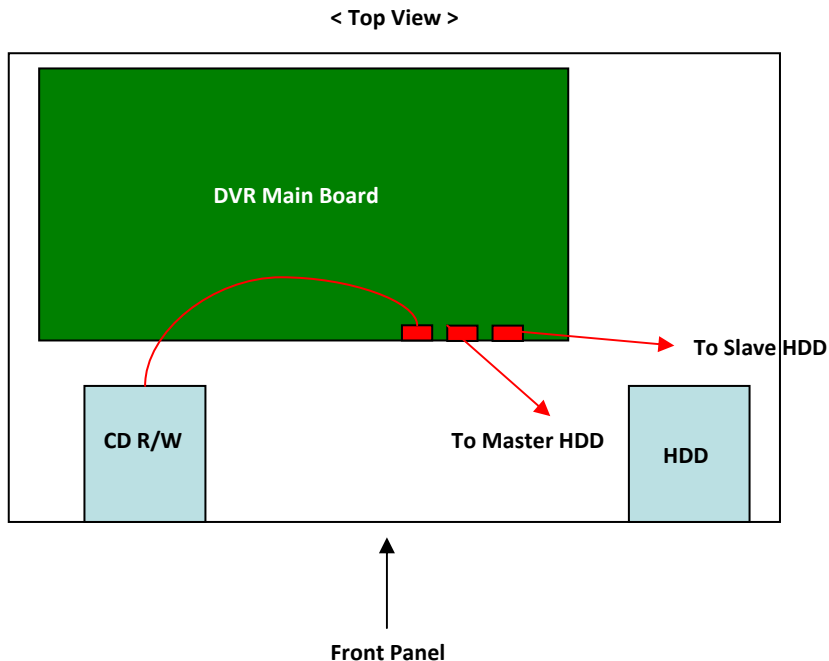 < Top View >
DVR Main Board
To Slave HDD
CD R/W
To Master HDD
HDD
Front Panel